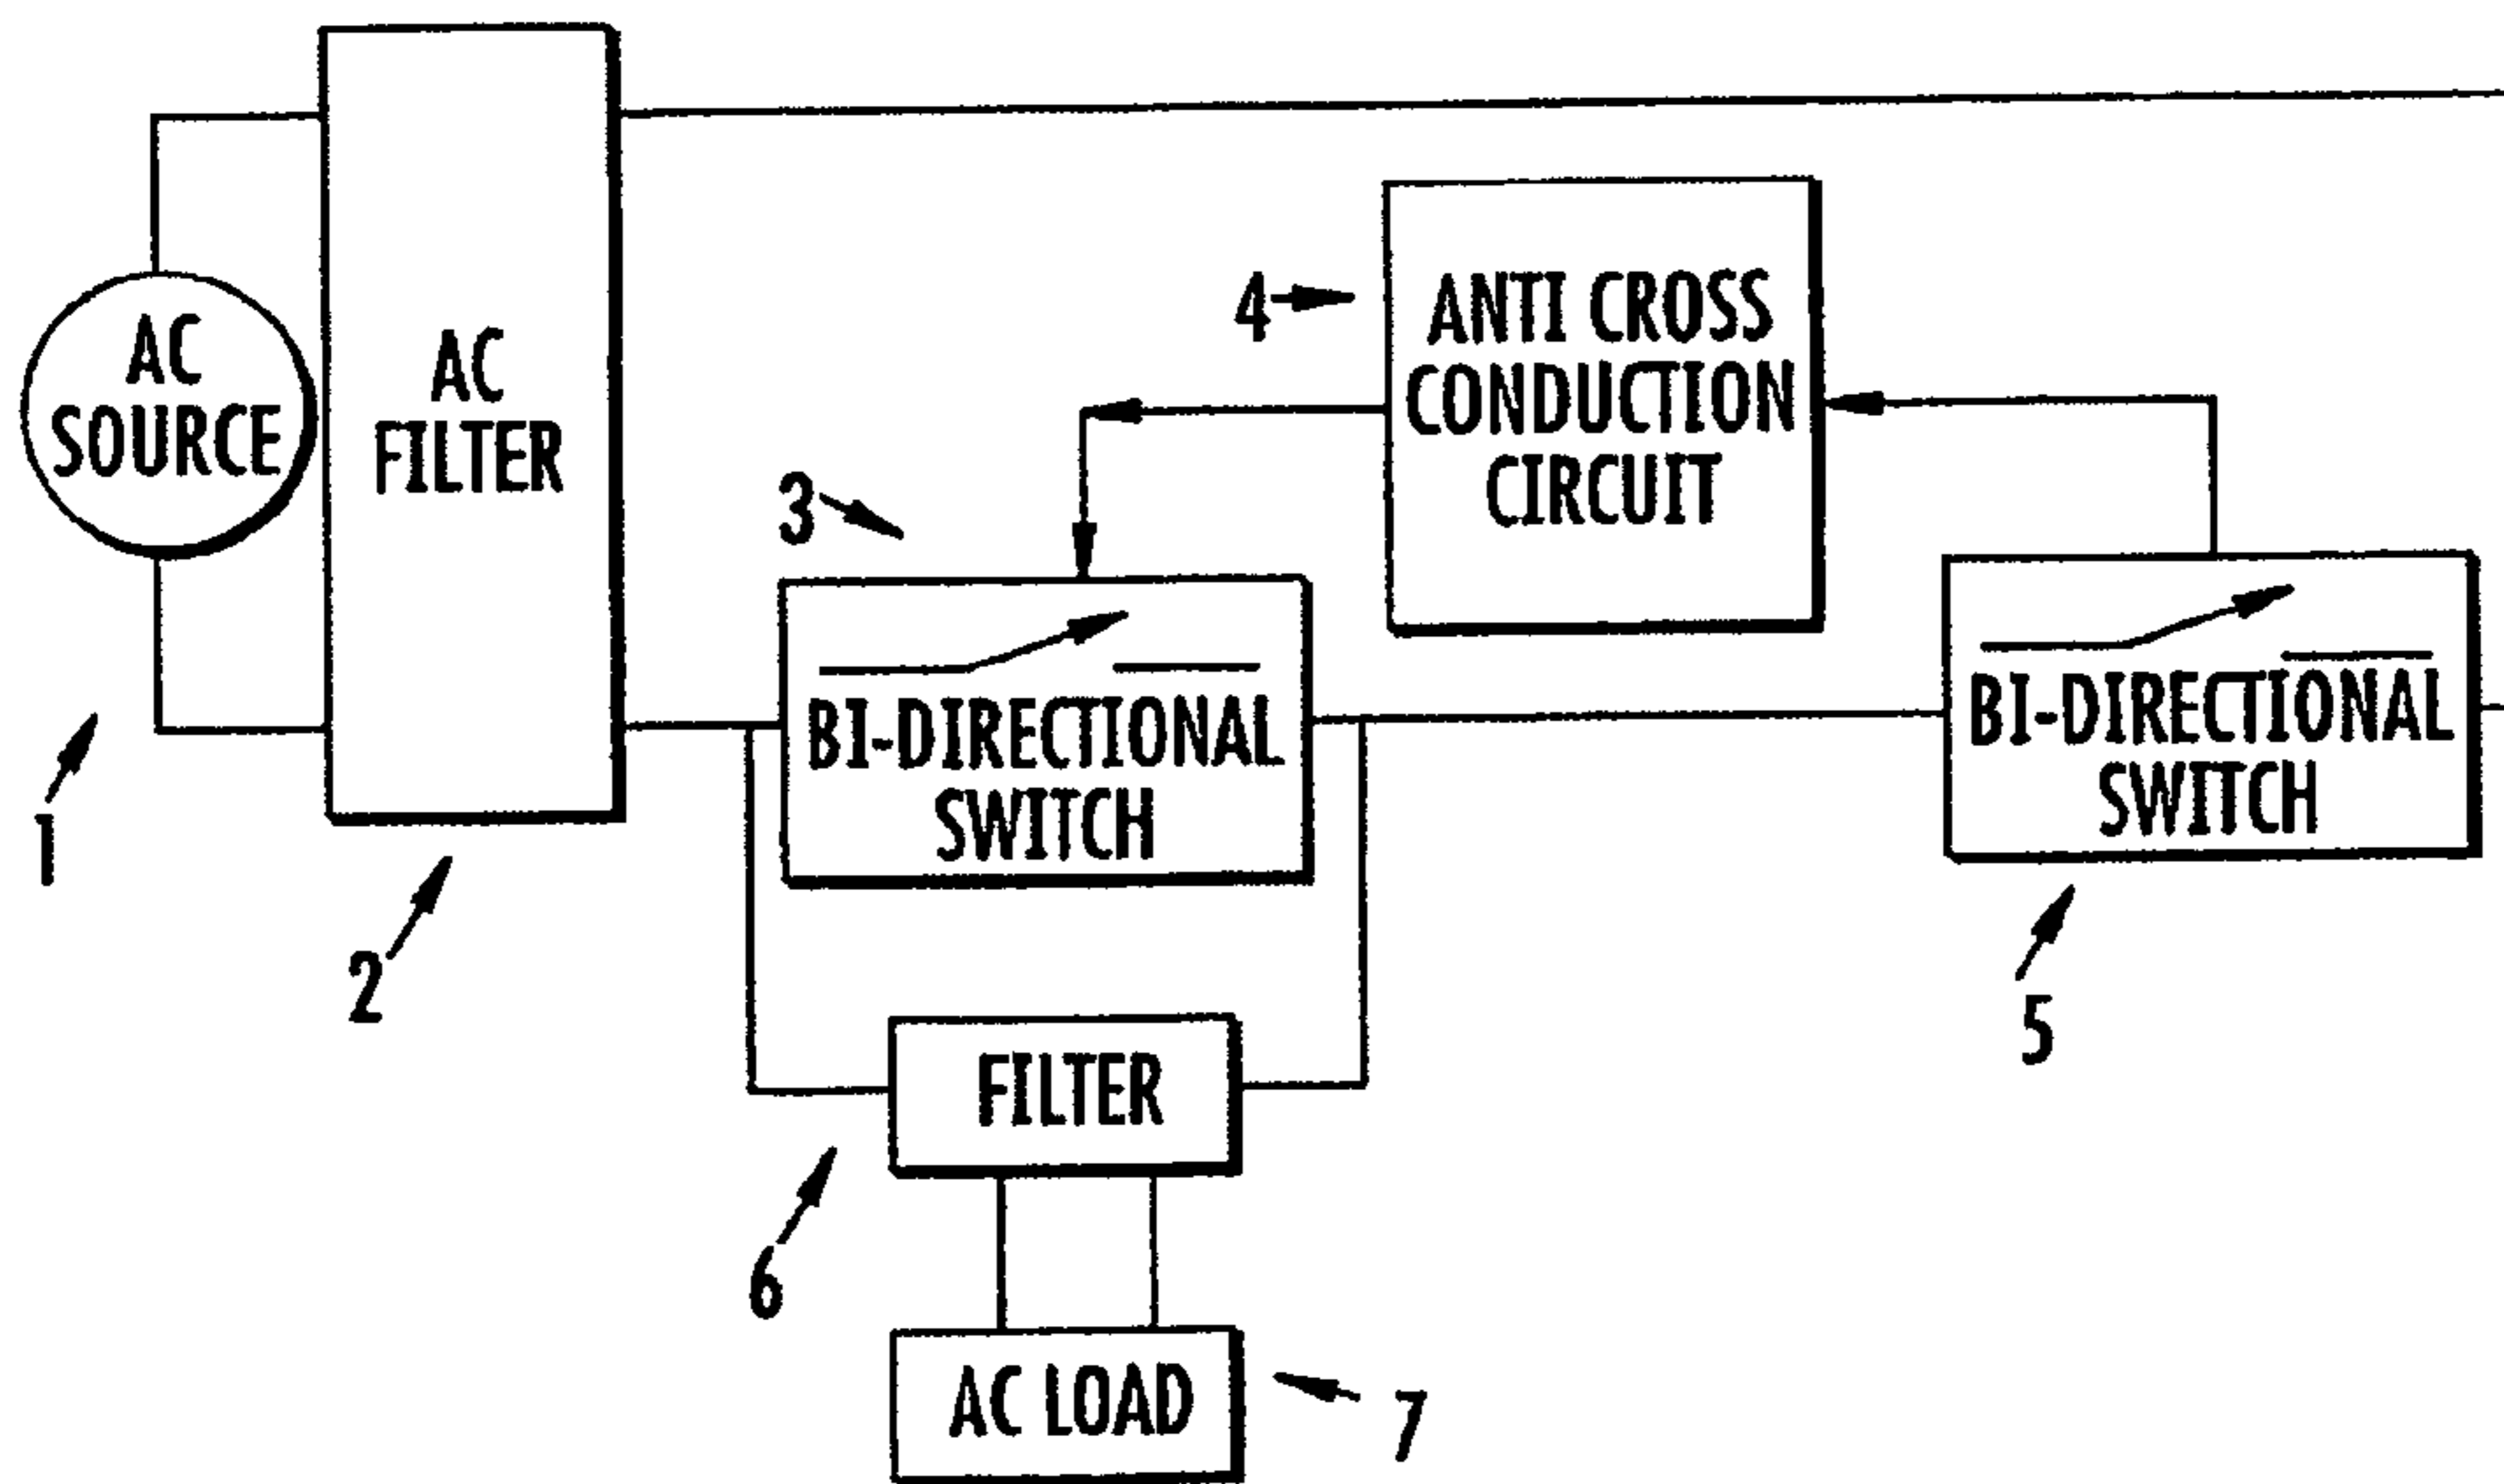 AC
SOURCE
AC
FILTER
1
2
3
4
ANTI CROSS
CONDUCTION
CIRCUIT
BI-DIRECTIONAL
SWITCH
BI-DIRECTIONAL
SWITCH
5
FILTER
6
AC LOAD
7